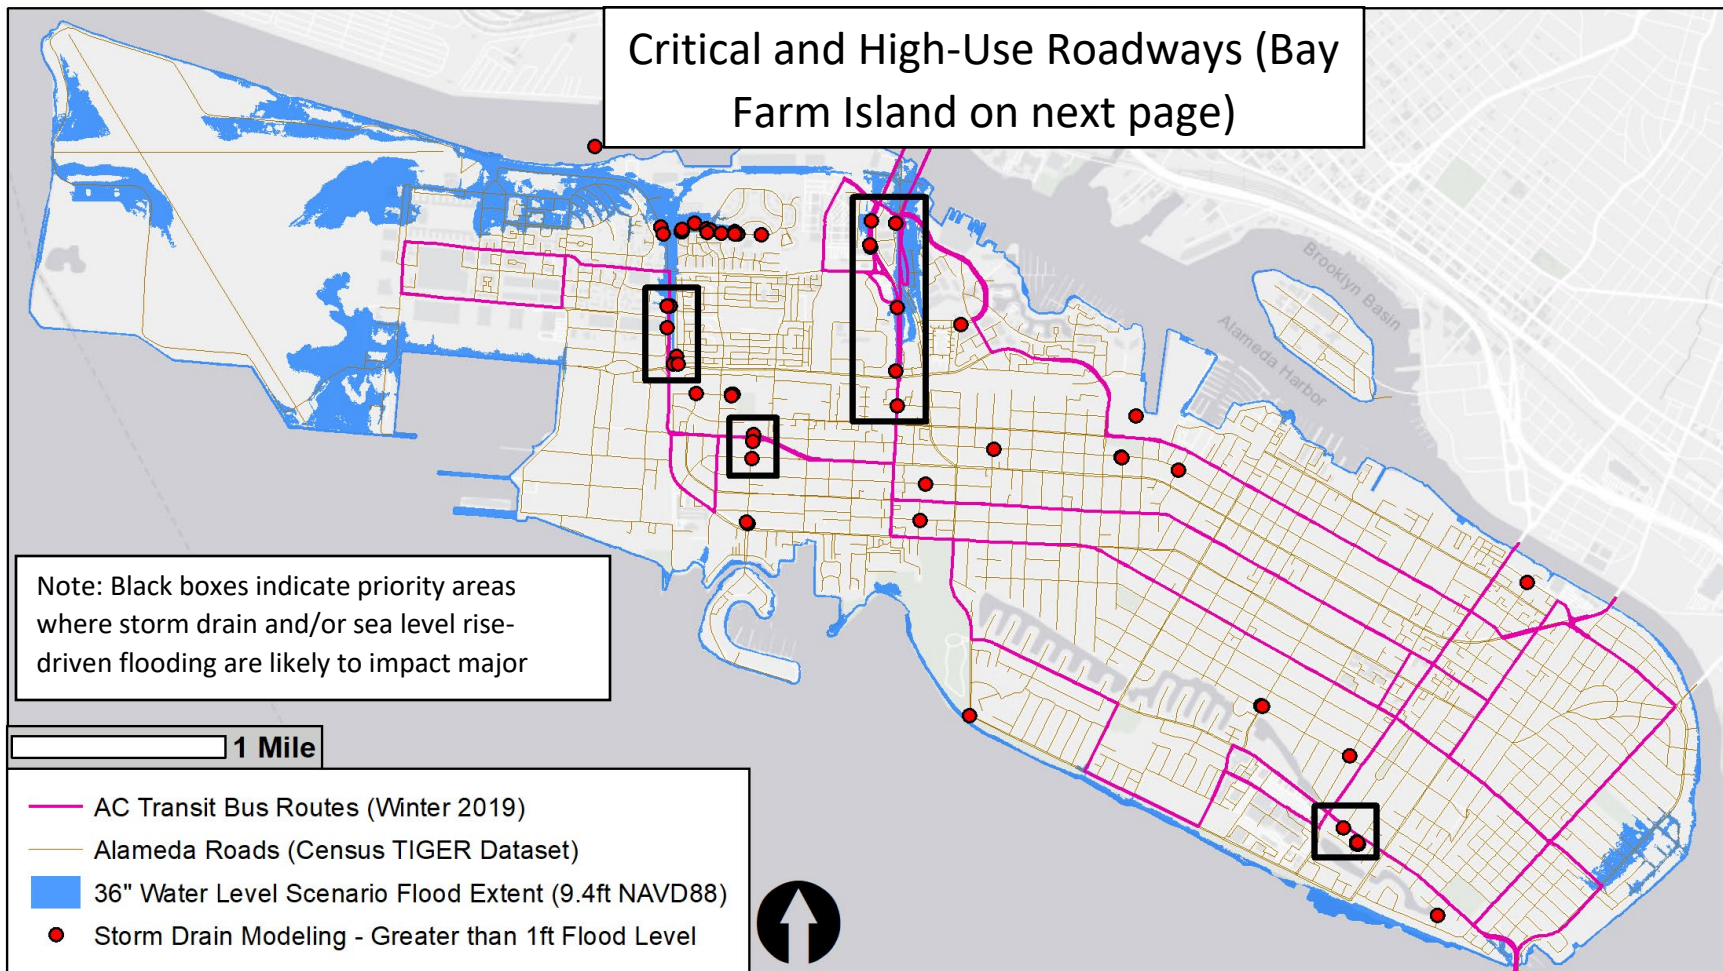 Critical and High-Use Roadways (Bay
Farm Island on next page)
Brooklyn Basin
Alameda Harbor
Note: Black boxes indicate priority areas
where storm drain and/or sea level rise-
driven flooding are likely to impact major
1 Mile
AC Transit Bus Routes (Winter 2019)
Alameda Roads (Census TIGER Dataset)
36" Water Level Scenario Flood Extent (9.4ft NAVD88)
Storm Drain Modeling - Greater than 1ft Flood Level